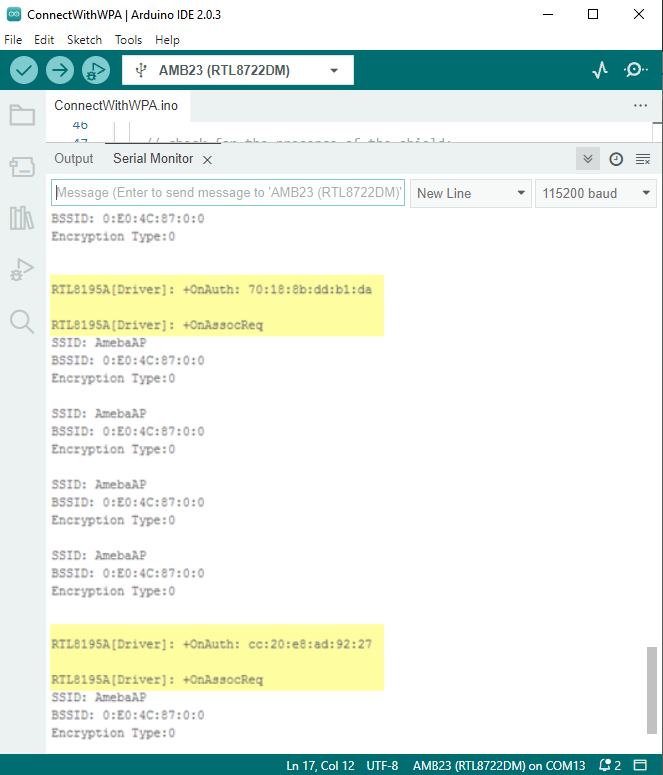 ConnectWithWPA | Arduino IDE 2.0.3
File Edit Sketch Tools Help
AMB23 (RTL8722DM)
ConnectWithWPA.ino
46
47 // check for the presence of the shield:
Output Serial Monitor
Message (Enter to send message to 'AMB23 (RTL8722DM)' New Line 115200 baud
BSSID: 0:E0:4C:87:0:0
Encryption Type:0
RTL8195A[Driver]: +OnAuth: 70:18:8b:dd:b1:da
RTL8195A[Driver]: +OnAssocReq
SSID: AmebaAP
BSSID: 0:E0:4C:87:0:0
Encryption Type:0
SSID: AmebaAP
BSSID: 0:E0:4C:87:0:0
Encryption Type:0
SSID: AmebaAP
BSSID: 0:E0:4C:87:0:0
Encryption Type:0
SSID: AmebaAP
BSSID: 0:E0:4C:87:0:0
Encryption Type:0
RTL8195A[Driver]: +OnAuth: cc:20:e8:ad:92:27
RTL8195A[Driver]: +OnAssocReq
SSID: AmebaAP
BSSID: 0:E0:4C:87:0:0
Encryption Type:0
Ln 17, Col 12 UTF-8 AMB23 (RTL8722DM) on COM13 2